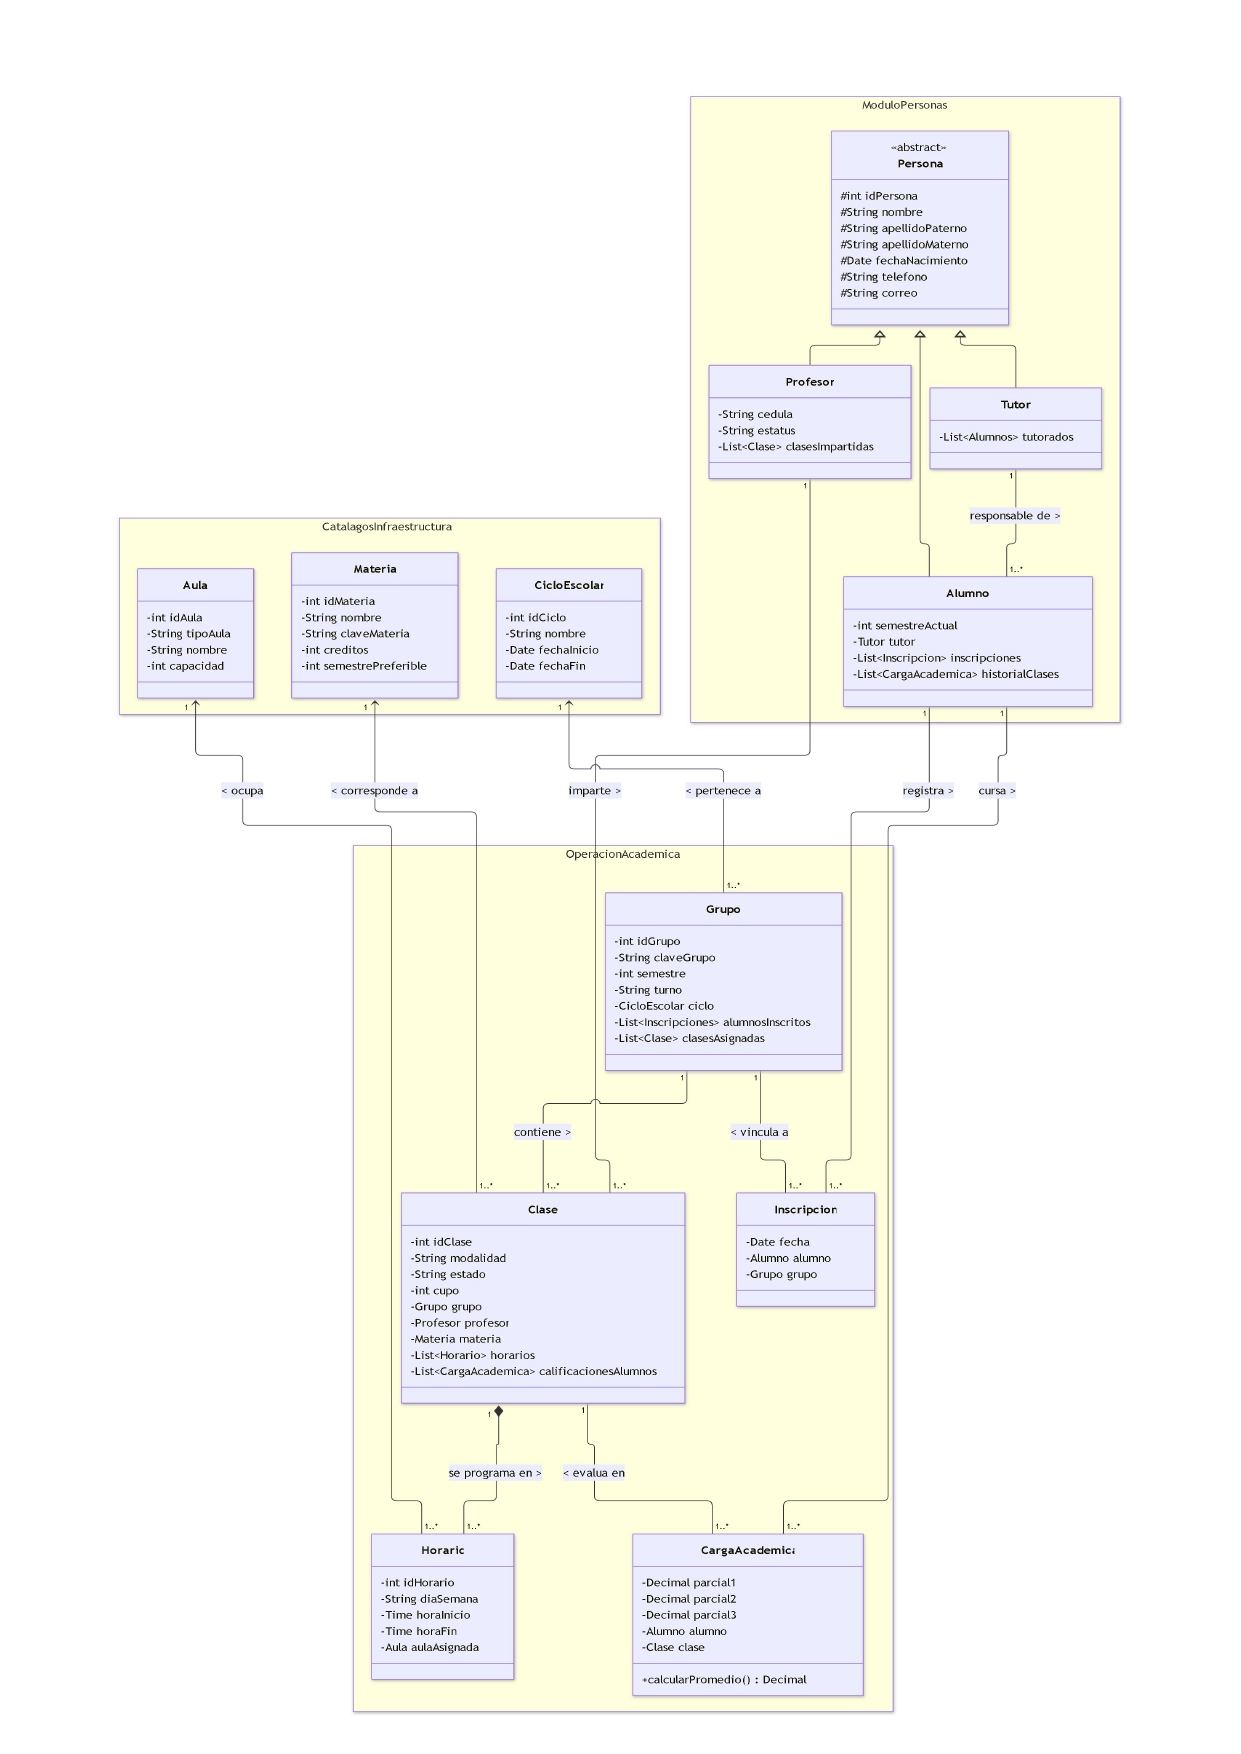 ModuloPersonas
«abstract»
Persona
#int idPersona
#String nombre
#String apellidoPaterno
#String apellidoMaterno
#Date fechaNacimiento
#String telefono
#String correo
Profesor
-String cedula
-String estatus
-List<Clase> clasesImpartidas
1
Tutor
-List<Alumnos> tutorados
1
responsable de >
1..*
Alumno
-int semestreActual
-Tutor tutor
-List<Inscripcion> inscripciones
-List<CargaAcademica> historialClases
1
1
CatalagosInfraestructura
Aula
-int idAula
-String tipoAula
-String nombre
-int capacidad
1
Materia
-int idMateria
-String nombre
-String claveMateria
-int creditos
-int semestrePreferible
1
CicloEscolar
-int idCiclo
-String nombre
-Date fechaInicio
-Date fechaFin
1
< ocupa
< corresponde a
imparte >
< pertenece a
registra >
cursa >
OperacionAcademica
1..*
Grupo
-int idGrupo
-String claveGrupo
-int semestre
-String turno
-CicloEscolar ciclo
-List<Inscripciones> alumnosInscritos
-List<Clase> clasesAsignadas
1
1
contiene >
< vincula a
1..*
1..*
1..*
1..*
1..*
Clase
-int idClase
-String modalidad
-String estado
-int cupo
-Grupo grupo
-Profesor profesor
-Materia materia
-List<Horario> horarios
-List<CargaAcademica> calificacionesAlumnos
1
1
Inscripcion
-Date fecha
-Alumno alumno
-Grupo grupo
se programa en >
< evalua en
1..*
1..*
1..*
1..*
Horaric
-int idHorario
-String diaSemana
-Time horaInicio
-Time horaFin
-Aula aulaAsignada
CargaAcademica
-Decimal parcial1
-Decimal parcial2
-Decimal parcial3
-Alumno alumno
-Clase clase
+calcularPromedio() : Decimal